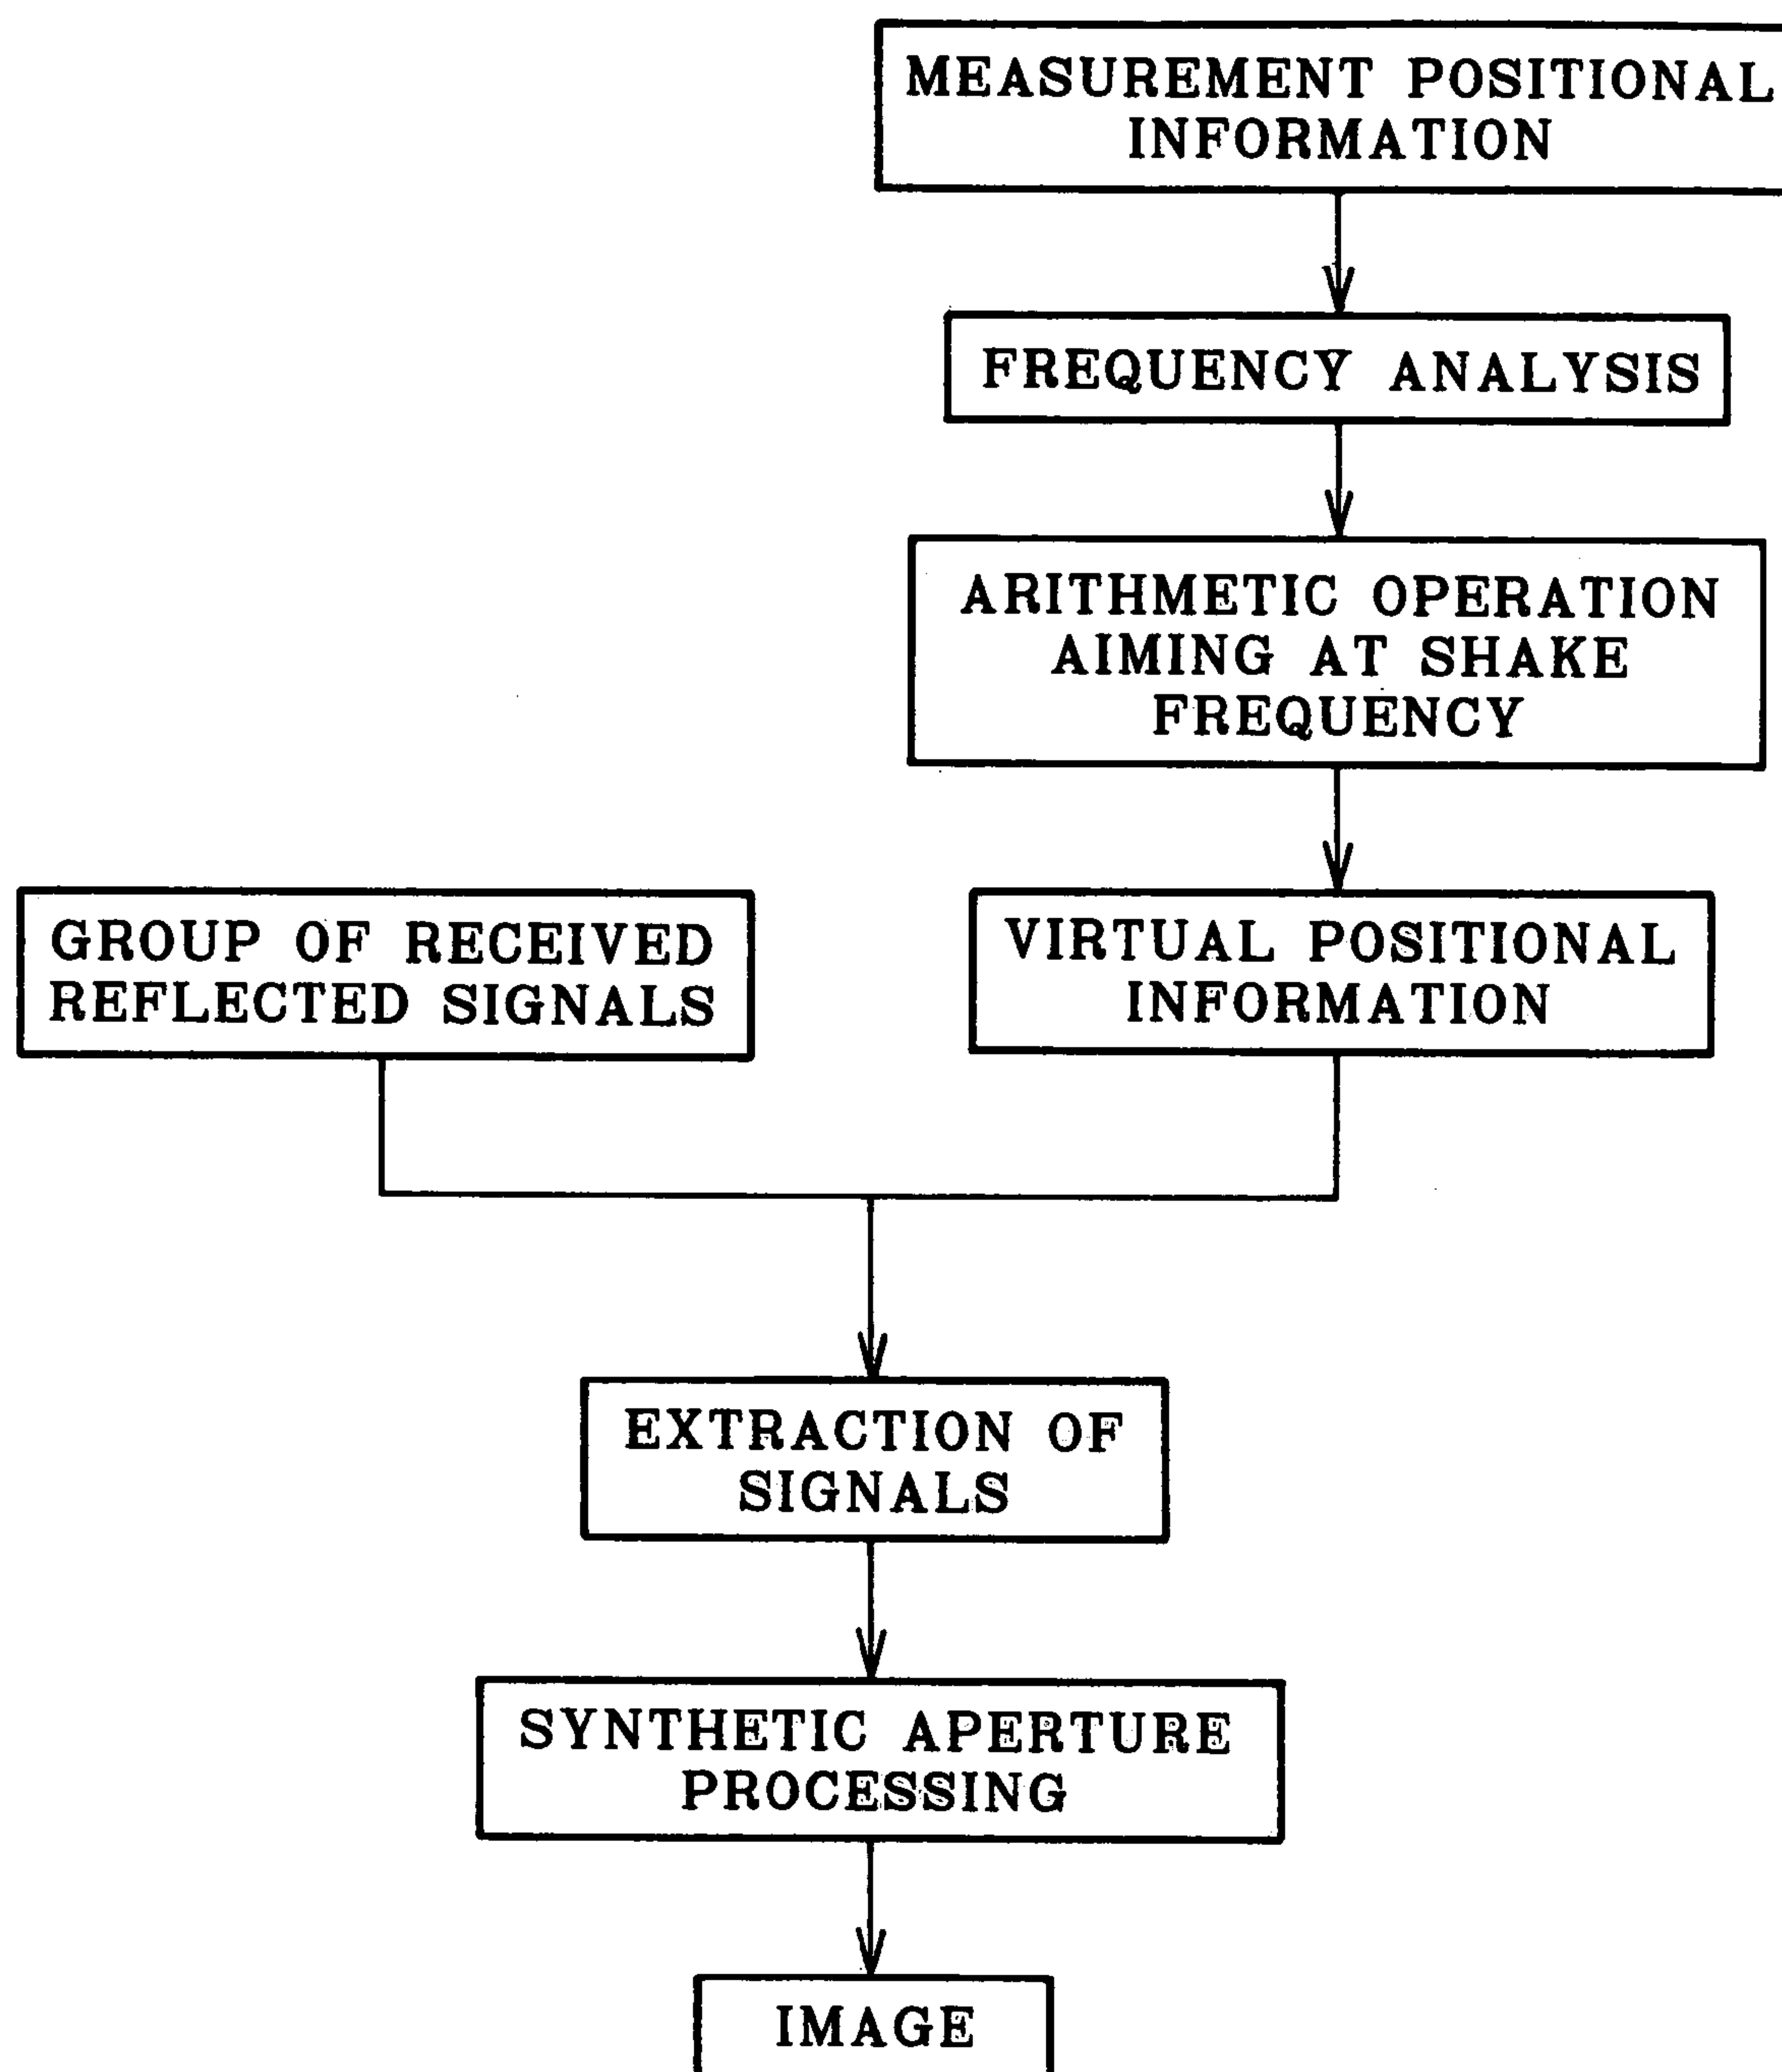 MEASUREMENT POSITIONAL
INFORMATION
FREQUENCY ANALYSIS
ARITHMETIC OPERATION
AIMING AT SHAKE
FREQUENCY
GROUP OF RECEIVED
REFLECTED SIGNALS
VIRTUAL POSITIONAL
INFORMATION
EXTRACTION OF
SIGNALS
SYNTHETIC APERTURE
PROCESSING
IMAGE